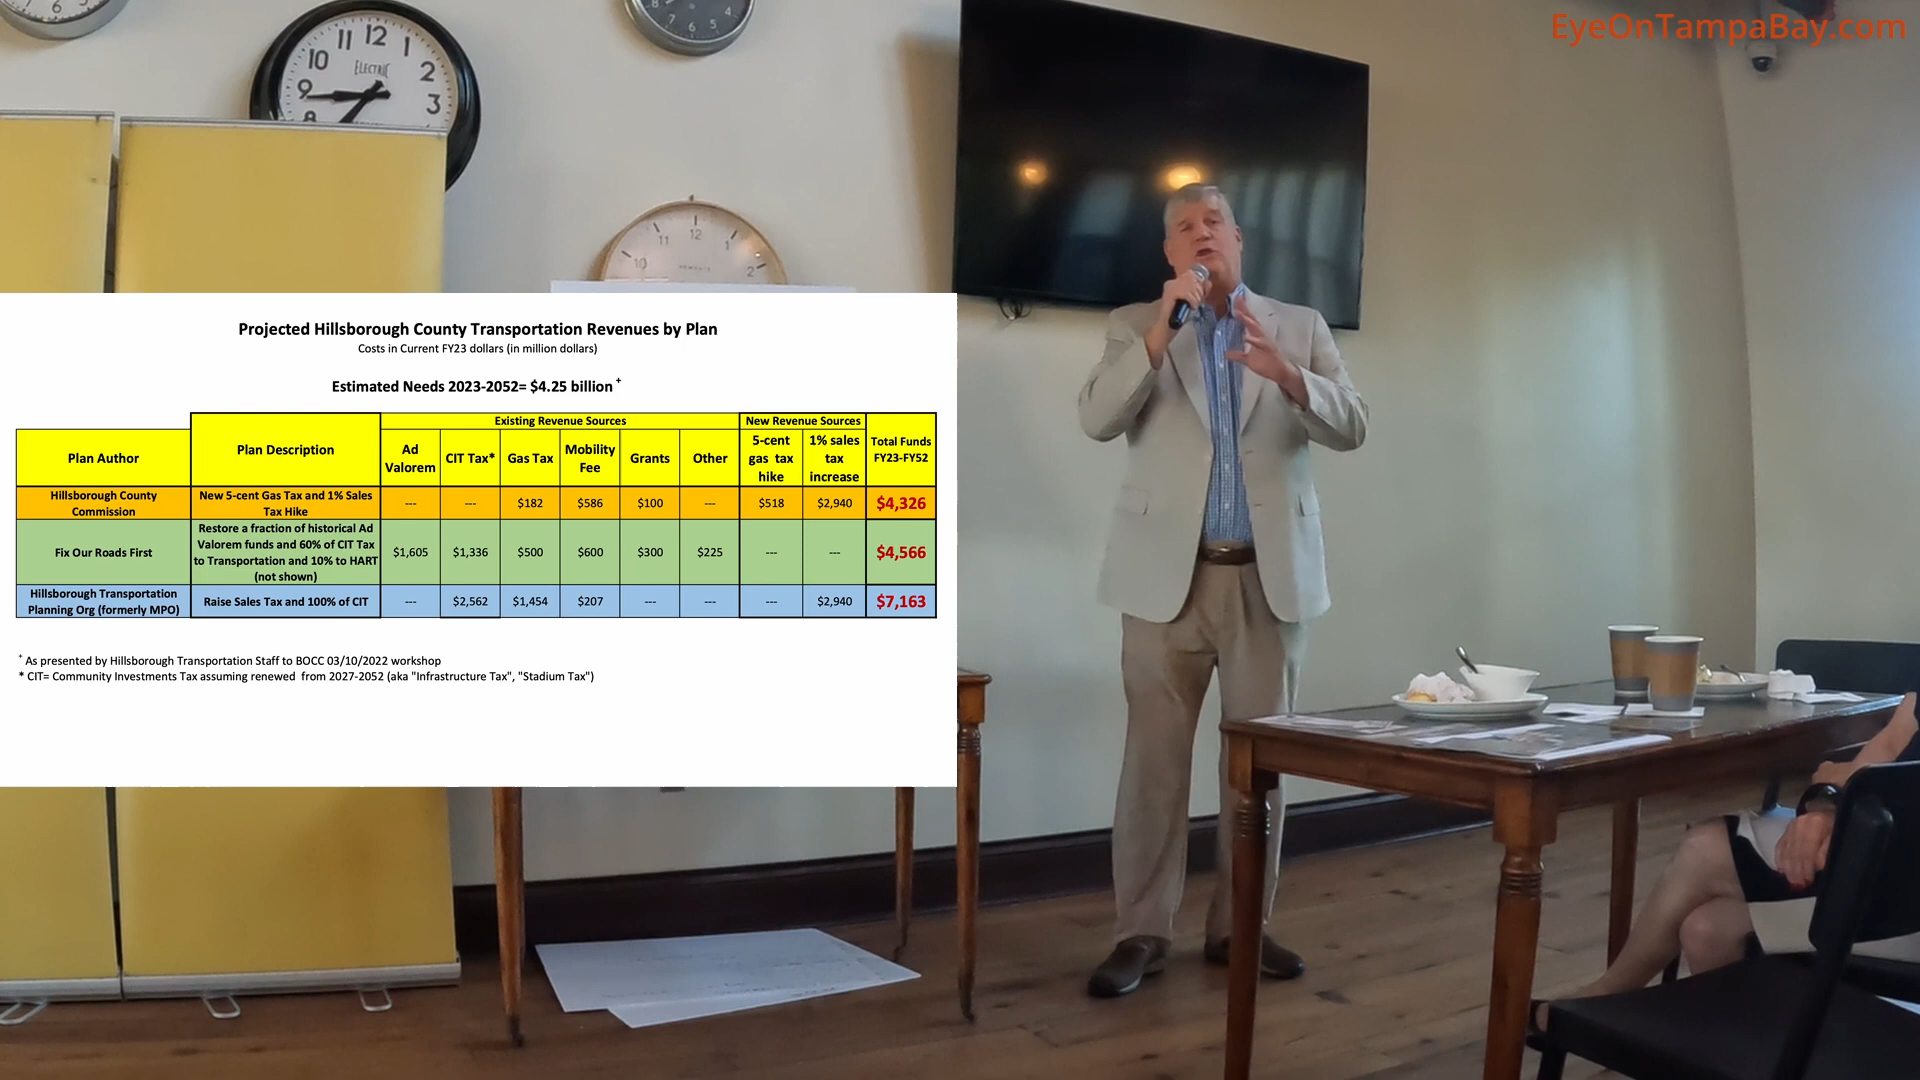 EyeOnTampaBay.com
11 12 1
10 ELECTRIC 2
9 3
8
7 6 5 4
11 12 1
10 2
Projected Hillsborough County Transportation Revenues by Plan
Costs in Current FY23 dollars (in million dollars)
Estimated Needs 2023-2052= $4.25 billion +
Existing Revenue Sources New Revenue Sources
Plan Author Plan Description Ad Valorem CIT Tax* Gas Tax Mobility Fee Grants Other 5-cent gas tax hike 1% sales tax increase Total Funds FY23-FY52
Hillsborough County Commission New 5-cent Gas Tax and 1% Sales Tax Hike --- --- $182 $586 $100 --- $518 $2,940 $4,326
Fix Our Roads First Restore a fraction of historical Ad Valorem funds and 60% of CIT Tax to Transportation and 10% to HART (not shown) $1,605 $1,336 $500 $600 $300 $225 --- --- $4,566
Hillsborough Transportation Planning Org (formerly MPO) Raise Sales Tax and 100% of CIT --- $2,562 $1,454 $207 --- --- --- $2,940 $7,163
+ As presented by Hillsborough Transportation Staff to BOCC 03/10/2022 workshop
* CIT= Community Investments Tax assuming renewed from 2027-2052 (aka "Infrastructure Tax", "Stadium Tax")